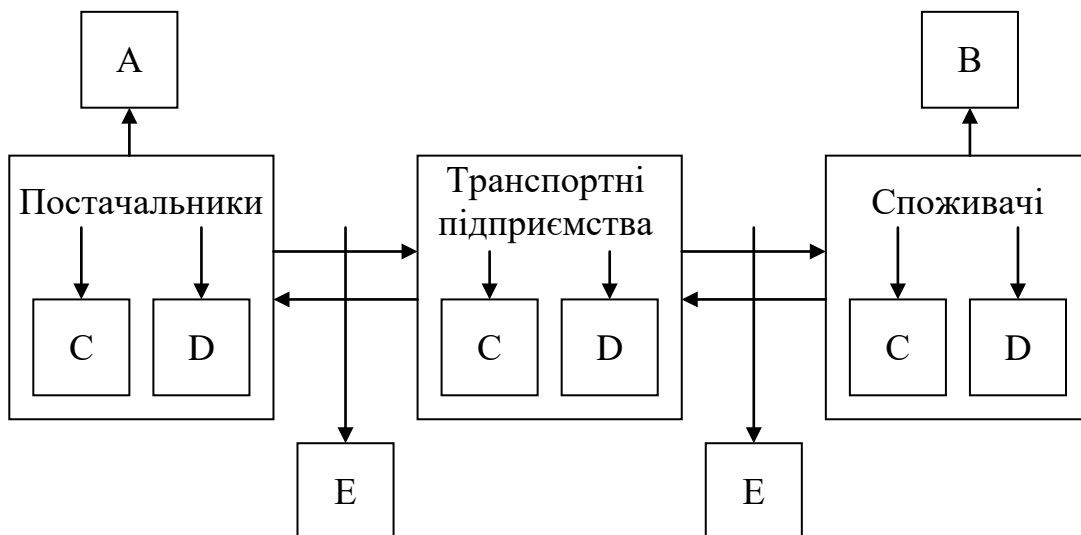 A
B
Постачальники
Транспортні
підприємства
Споживачі
C
D
C
D
C
D
E
E